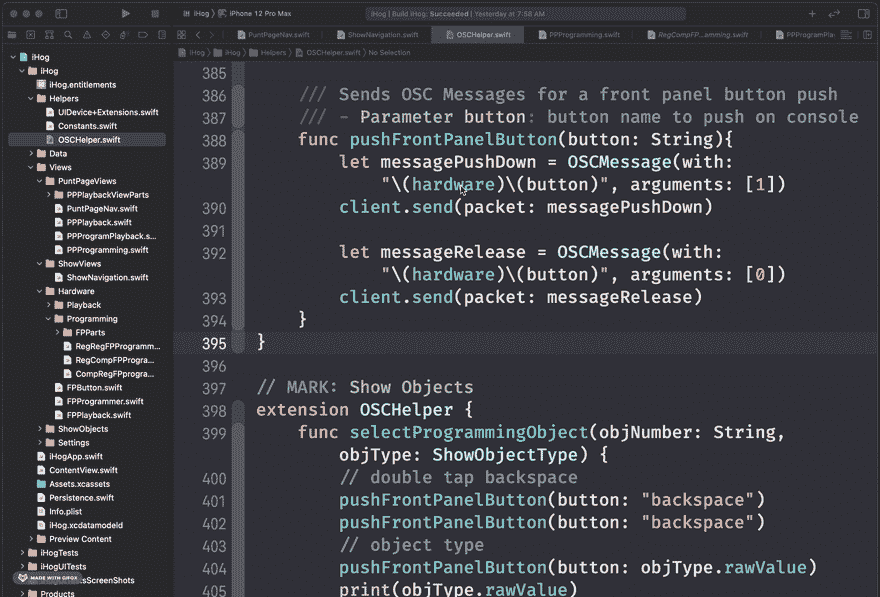 iHog
iPhone 12 Pro Max
iHog | Build iHog: Succeeded | Yesterday at 7:58 AM
PuntPageNav.swift
ShowNavigation.swift
OSCHelper.swift
PPProgramming.swift
RegCompFP...amming.swift
PPProgramPla
iHog
iHog
Helpers
OSCHelper.swift
No Selection
iHog
iHog
iHog.entitlements
Helpers
UIDevice+Extensions.swift
Constants.swift
OSCHelper.swift
Data
Views
PuntPageViews
PPPlaybackViewParts
PuntPageNav.swift
PPPlayback.swift
PPProgramPlayback.s...
PPProgramming.swift
ShowViews
ShowNavigation.swift
Hardware
Playback
Programming
FPParts
RegRegFPProgramm...
RegCompFPProgra...
CompRegFPprogra...
FPButton.swift
FPProgrammer.swift
FPPlayback.swift
ShowObjects
Settings
iHogApp.swift
ContentView.swift
Assets.xcassets
Persistence.swift
Info.plist
iHog.xcdatamodeld
Preview Content
iHogTests
iHogUITests
sScreenShots
Products
MADE WITH GIFOX
385
386 /// Sends OSC Messages for a front panel button push
387 /// - Parameter button: button name to push on console
388 func pushFrontPanelButton(button: String){
389 let messagePushDown = OSCMessage(with:
"\(hardware)\(button)", arguments: [1])
390 client.send(packet: messagePushDown)
391
392 let messageRelease = OSCMessage(with:
"\(hardware)\(button)", arguments: [0])
393 client.send(packet: messageRelease)
394 }
395 }
396
397 // MARK: Show Objects
398 extension OSCHelper {
399 func selectProgrammingObject(objNumber: String,
objType: ShowObjectType) {
400 // double tap backspace
401 pushFrontPanelButton(button: "backspace")
402 pushFrontPanelButton(button: "backspace")
403 // object type
404 pushFrontPanelButton(button: objType.rawValue)
405 print(objType.rawValue)